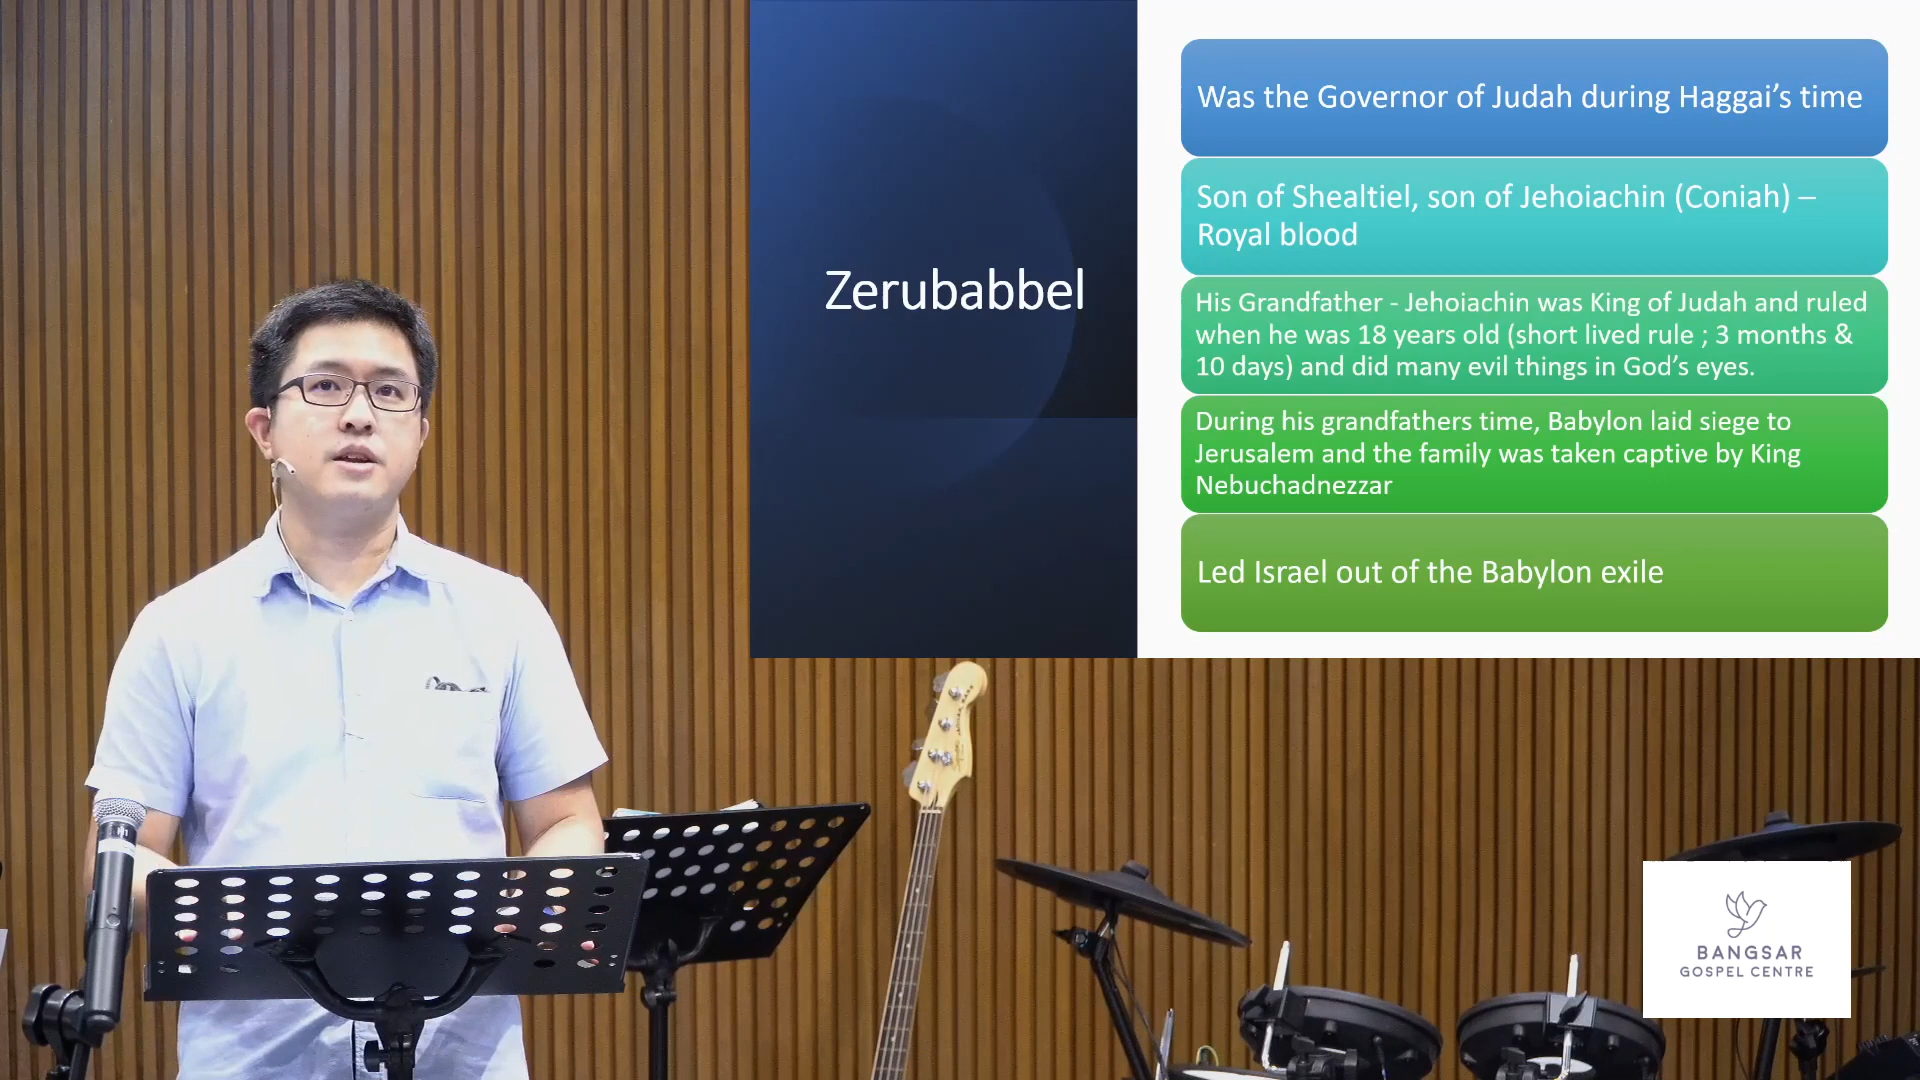 Zerubabbel
Was the Governor of Judah during Haggai’s time
Son of Shealtiel, son of Jehoiachin (Coniah) –
Royal blood
His Grandfather - Jehoiachin was King of Judah and ruled
when he was 18 years old (short lived rule ; 3 months &
10 days) and did many evil things in God’s eyes.
During his grandfathers time, Babylon laid siege to
Jerusalem and the family was taken captive by King
Nebuchadnezzar
Led Israel out of the Babylon exile
BANGSAR
GOSPEL CENTRE